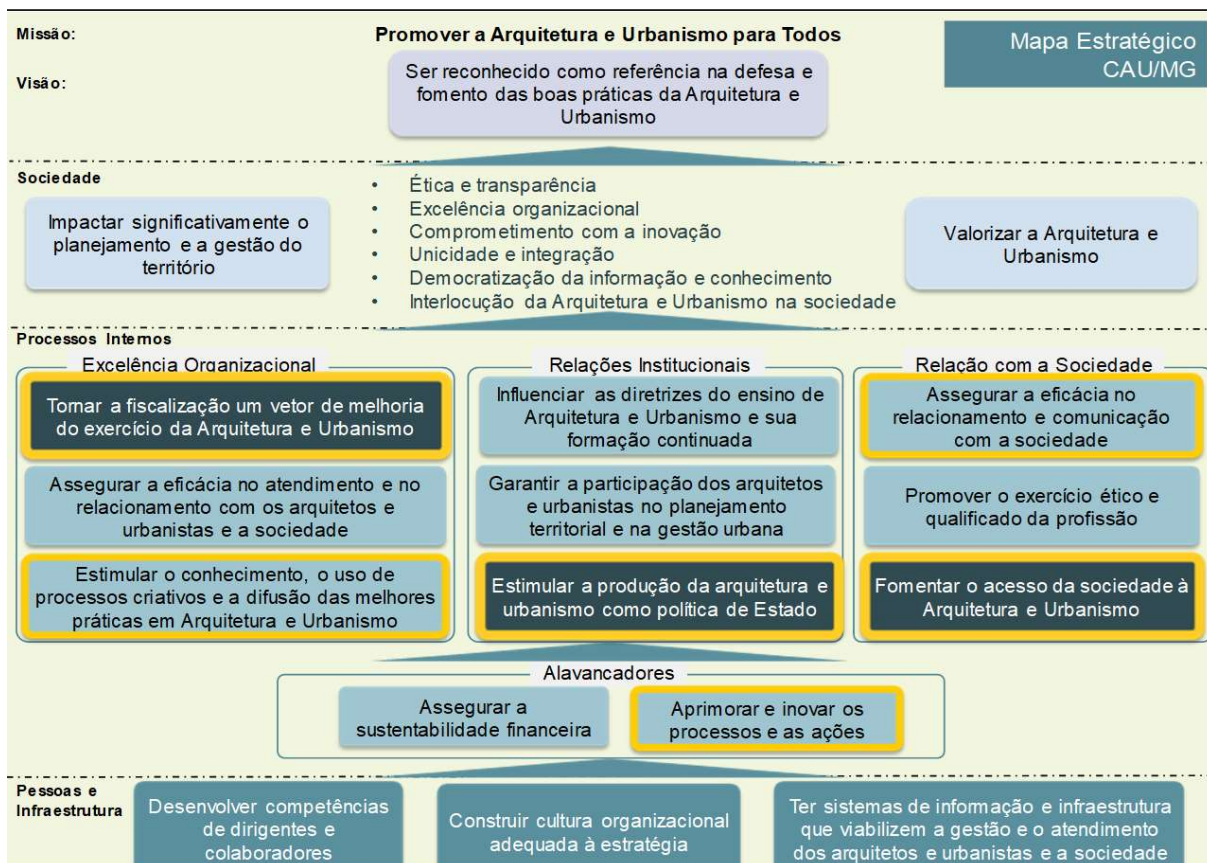 Missão:
Promover a Arquitetura e Urbanismo para Todos
Mapa Estratégico
CAU/MG
Visão:
Ser reconhecido como referência na defesa e
fomento das boas práticas da Arquitetura e
Urbanismo
Sociedade
Impactar significativamente o
planejamento e a gestão do
território
• Ética e transparência
• Excelência organizacional
• Comprometimento com a inovação
• Unicidade e integração
• Democratização da informação e conhecimento
• Interlocução da Arquitetura e Urbanismo na sociedade
Valorizar a Arquitetura e
Urbanismo
Processos Internos
Excelência Organizacional
Tornar a fiscalização um vetor de melhoria
do exercício da Arquitetura e Urbanismo
Assegurar a eficácia no atendimento e no
relacionamento com os arquitetos e
urbanistas e a sociedade
Estimular o conhecimento, o uso de
processos criativos e a difusão das melhores
práticas em Arquitetura e Urbanismo
Relações Institucionais
Influenciar as diretrizes do ensino de
Arquitetura e Urbanismo e sua
formação continuada
Garantir a participação dos arquitetos
e urbanistas no planejamento
territorial e na gestão urbana
Estimular a produção da arquitetura e
urbanismo como política de Estado
Relação com a Sociedade
Assegurar a eficácia no
relacionamento e comunicação
com a sociedade
Promover o exercício ético e
qualificado da profissão
Fomentar o acesso da sociedade à
Arquitetura e Urbanismo
Alavancadores
Assegurar a
sustentabilidade financeira
Aprimorar e inovar os
processos e as ações
Pessoas e
Infraestrutura
Desenvolver competências
de dirigentes e
colaboradores
Construir cultura organizacional
adequada à estratégia
Ter sistemas de informação e infraestrutura
que viabilizem a gestão e o atendimento
dos arquitetos e urbanistas e a sociedade